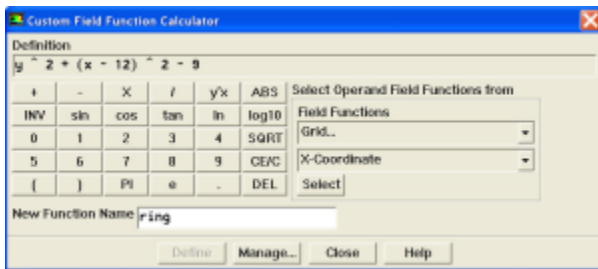 Custom Field Function Calculator
Definition
y ^ 2 + (x - 12) ^ 2 - 9
+ - X / y^x ABS
INV sin cos tan ln log10
0 1 2 3 4 SQRT
5 6 7 8 9 CE/C
( ) PI e . DEL
Select Operand Field Functions from
Field Functions
Grid...
X-Coordinate
Select
New Function Name ring
Define Manage... Close Help